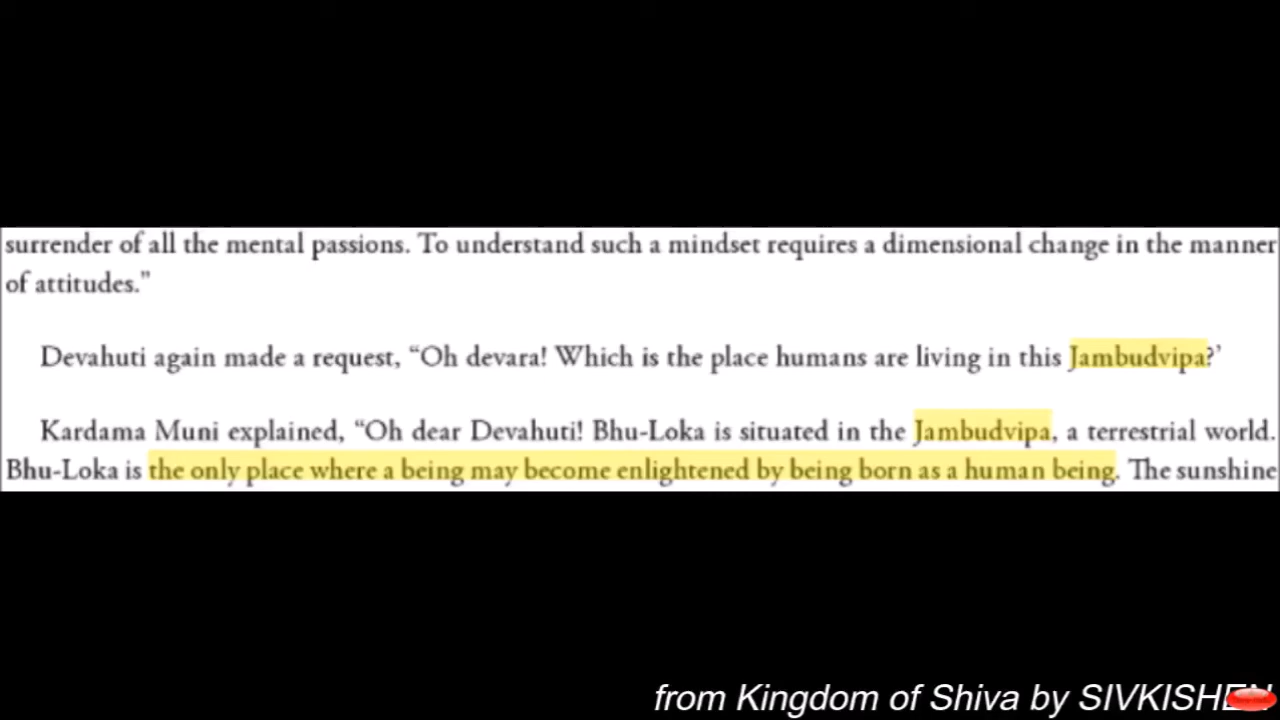 surrender of all the mental passions. To understand such a mindset requires a dimensional change in the manner
of attitudes.”
Devahuti again made a request, “Oh devara! Which is the place humans are living in this Jambudvipa?’
Kardama Muni explained, “Oh dear Devahuti! Bhu-Loka is situated in the Jambudvipa, a terrestrial world.
Bhu-Loka is the only place where a being may become enlightened by being born as a human being. The sunshine
from Kingdom of Shiva by SIVKISHEN